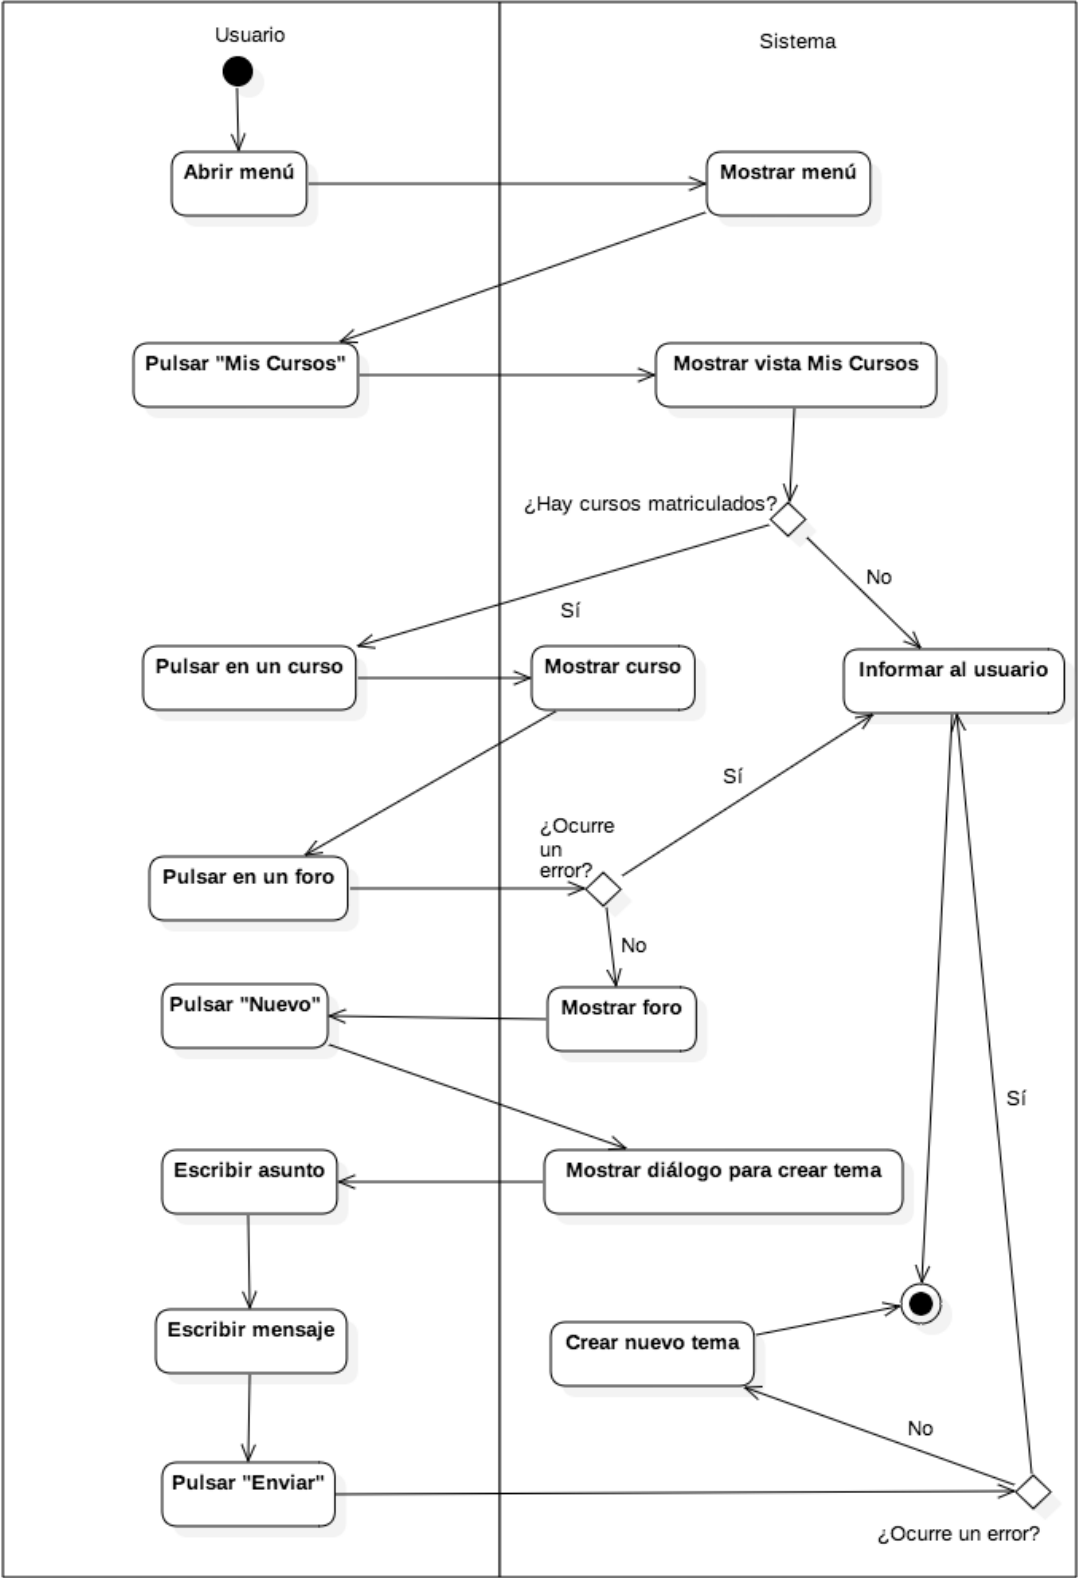 Usuario
Sistema
Abrir menú
Mostrar menú
Pulsar "Mis Cursos"
Mostrar vista Mis Cursos
¿Hay cursos matriculados?
No
Sí
Pulsar en un curso
Mostrar curso
Informar al usuario
Sí
¿Ocurre
un
error?
Pulsar en un foro
No
Pulsar "Nuevo"
Mostrar foro
Sí
Escribir asunto
Mostrar diálogo para crear tema
Escribir mensaje
Crear nuevo tema
No
Pulsar "Enviar"
¿Ocurre un error?